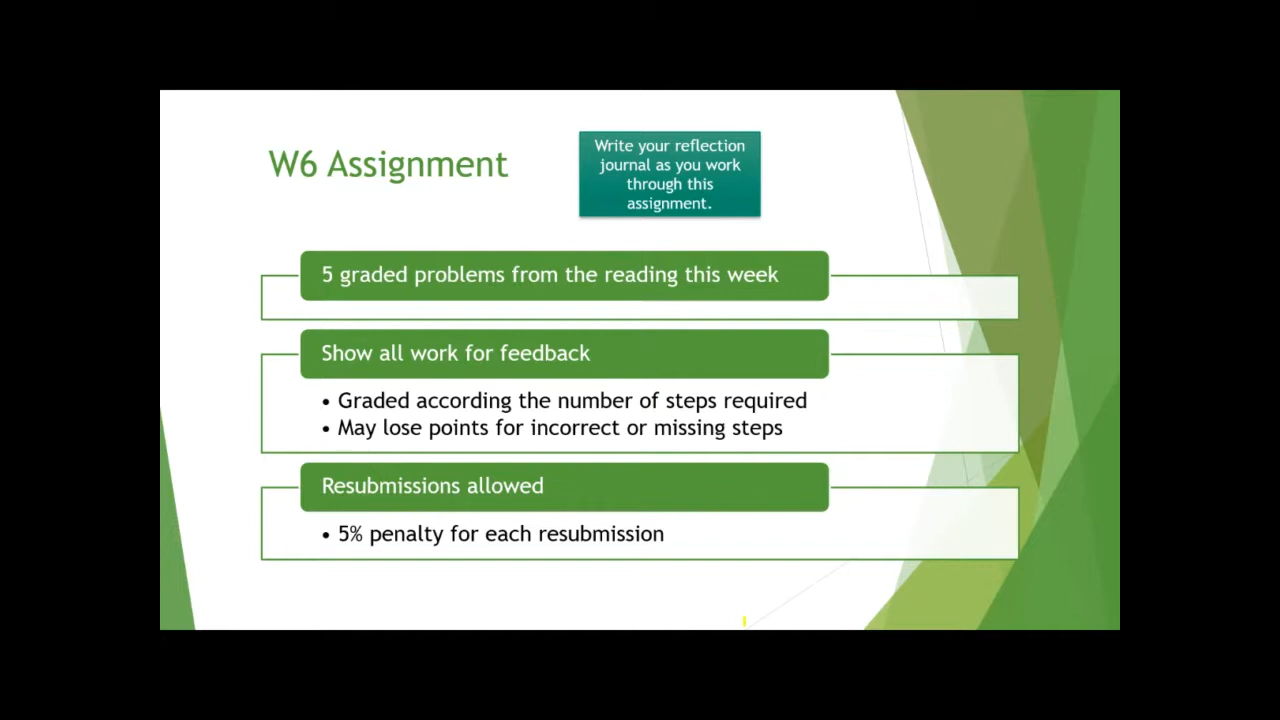 W6 Assignment
Write your reflection
journal as you work
through this
assignment.
5 graded problems from the reading this week
Show all work for feedback
• Graded according the number of steps required
• May lose points for incorrect or missing steps
Resubmissions allowed
• 5% penalty for each resubmission